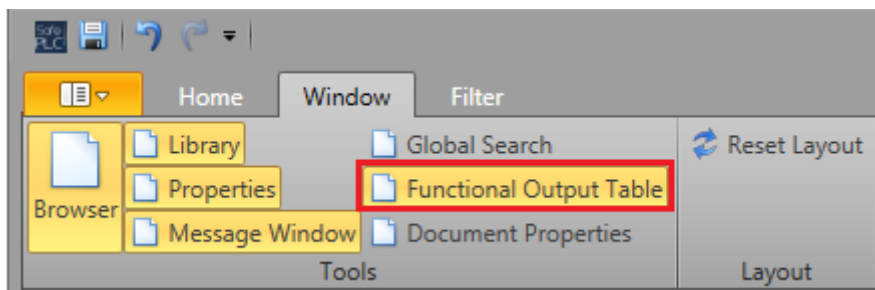 Safe PLC
Home Window Filter
Browser
Library
Properties
Message Window
Global Search
Functional Output Table
Document Properties
Tools
Reset Layout
Layout